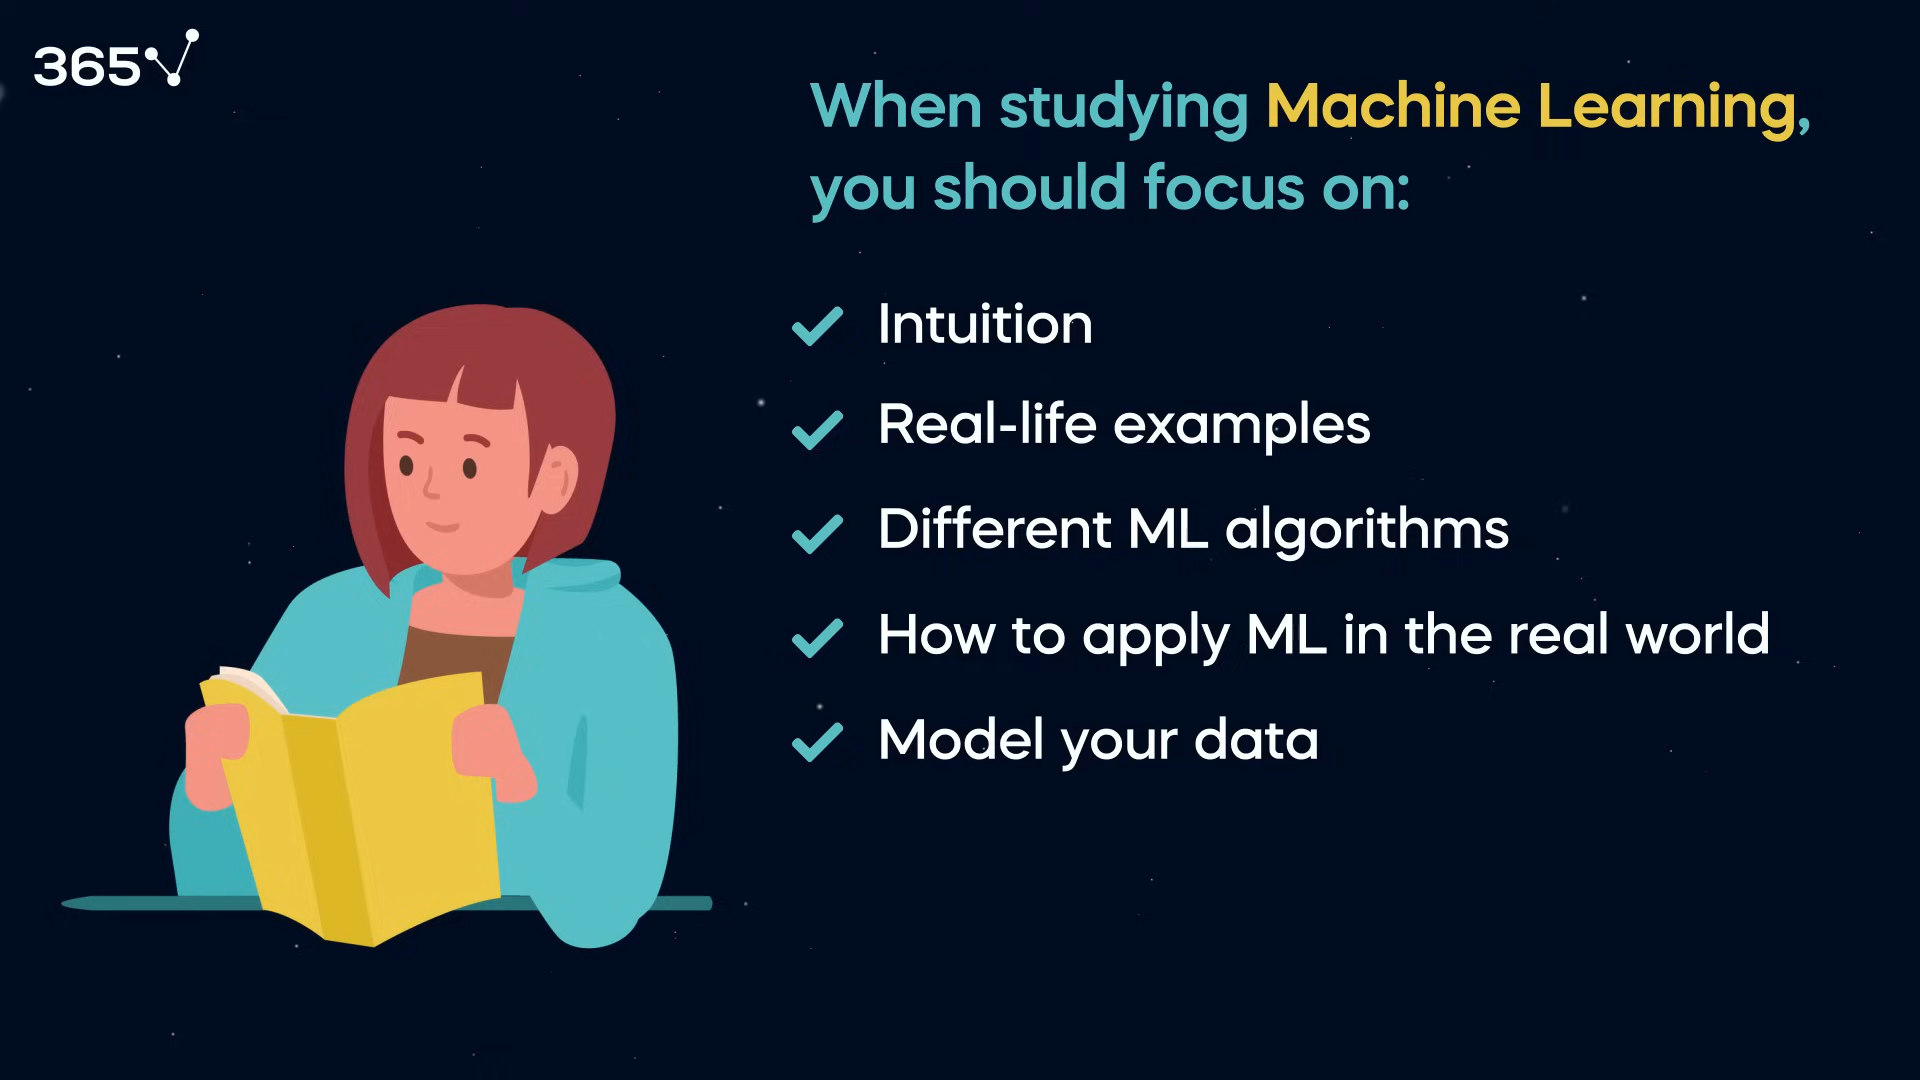 365
When studying Machine Learning,
you should focus on:
Intuition
Real-life examples
Different ML algorithms
How to apply ML in the real world
Model your data